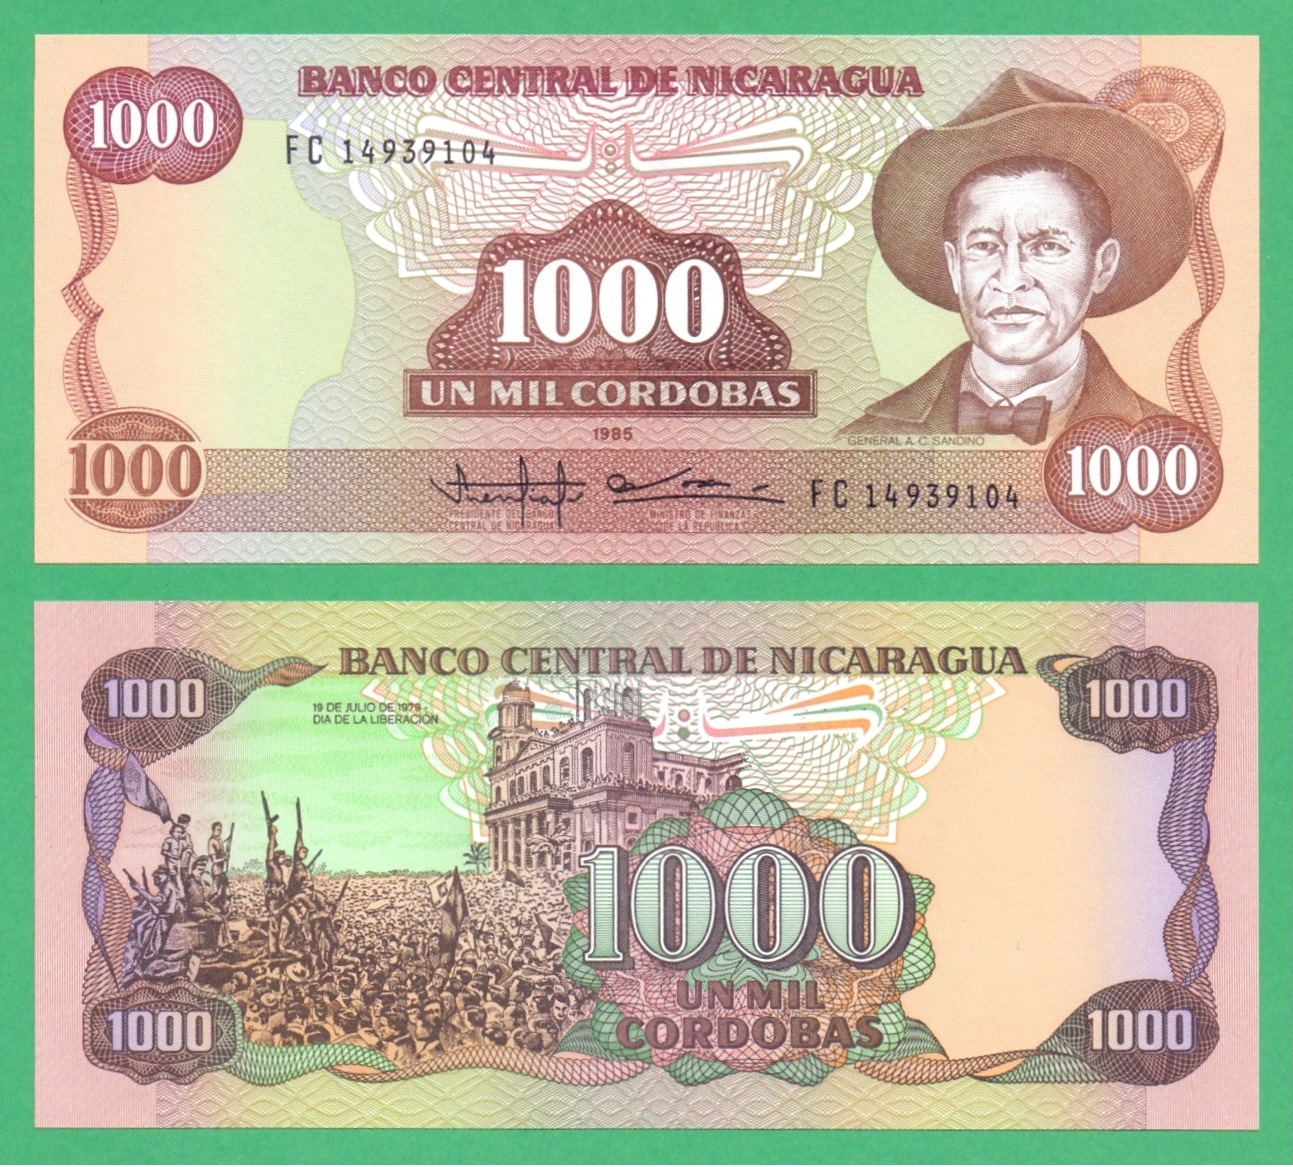 BANCO CENTRAL DE NICARAGUA
1000
FC 14939104
1000
UN MIL CORDOBAS
1985
GENERAL A. C. SANDINO
1000
1000
FC 14939104
PRESIDENTE DEL BANCO
CENTRAL DE NICARAGUA
MINISTRO DE FINANZAS
DE LA REPUBLICA
BANCO CENTRAL DE NICARAGUA
1000
1000
19 DE JULIO DE 1979 -
DIA DE LA LIBERACIÓN
1000
UN MIL
CORDOBAS
1000
1000